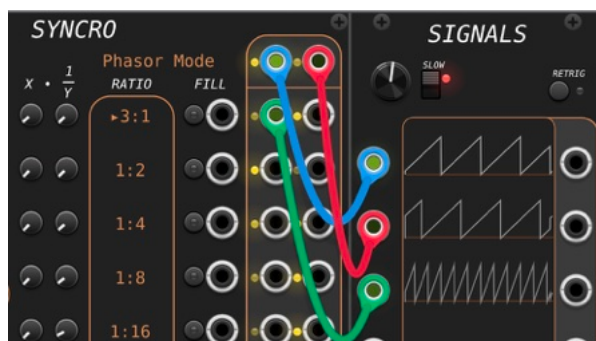 SYNCRO
SIGNALS
Phasor Mode
SLOW
X · 1/Y
RATIO
FILL
RETRIG
▸3:1
1:2
1:4
1:8
1:16